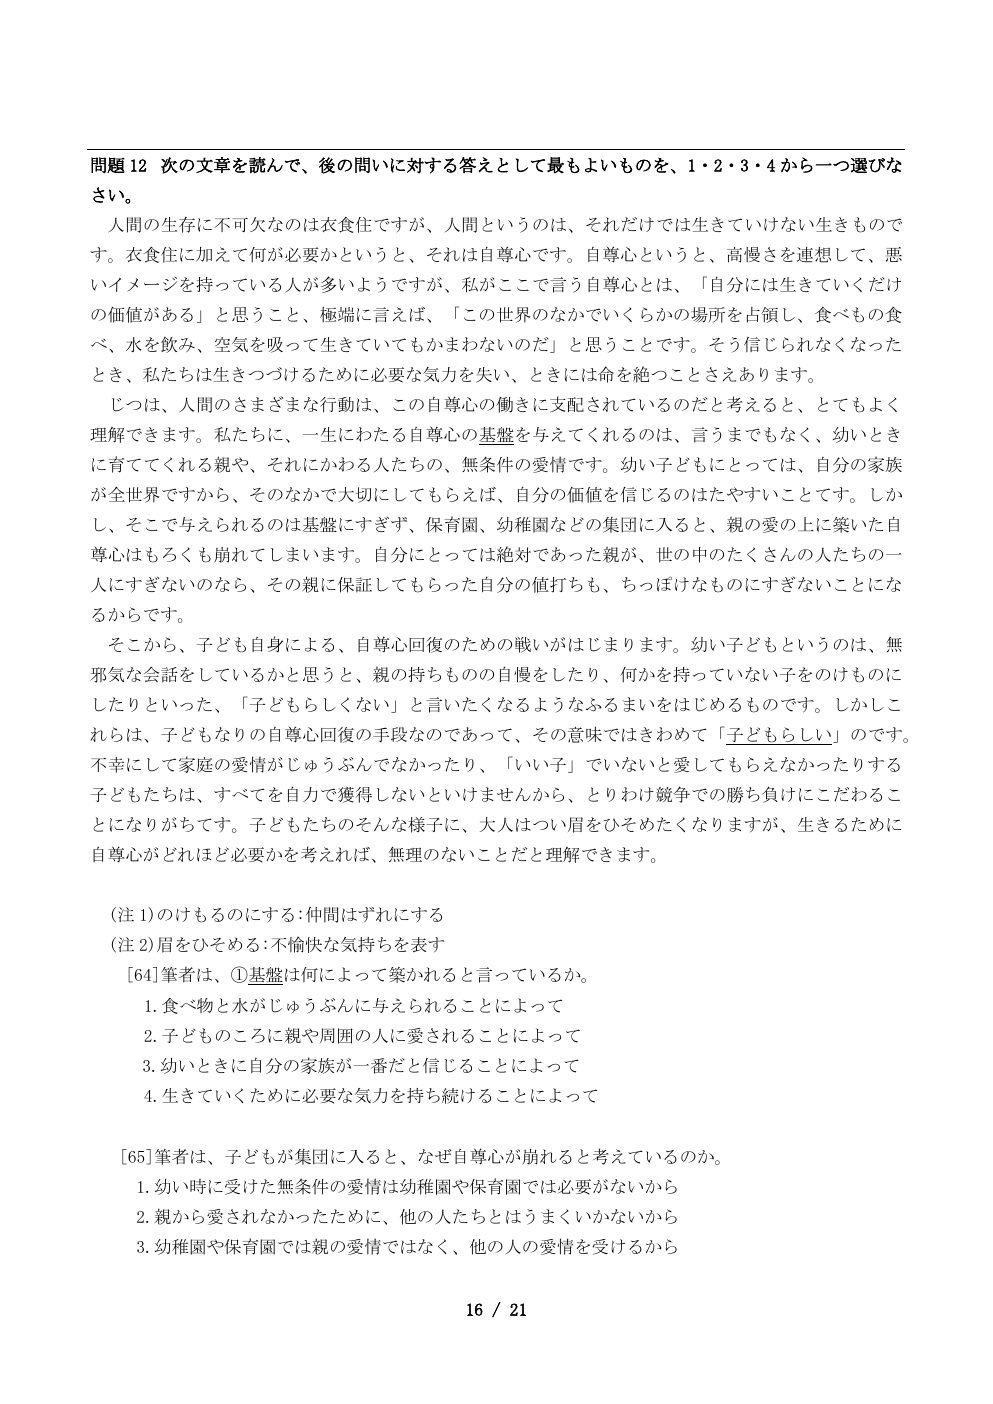 問題 12　次の文章を読んで、後の問いに対する答えとして最もよいものを、1・2・3・4 から一つ選びな
さい。
　人間の生存に不可欠なのは衣食住ですが、人間というのは、それだけでは生きていけない生きもので
す。衣食住に加えて何が必要かというと、それは自尊心です。自尊心というと、高慢さを連想して、悪
いイメージを持っている人が多いようですが、私がここで言う自尊心とは、「自分には生きていくだけ
の価値がある」と思うこと、極端に言えば、「この世界のなかでいくらかの場所を占領し、食べもの食
べ、水を飲み、空気を吸って生きていてもかまわないのだ」と思うことです。そう信じられなくなった
とき、私たちは生きつづけるために必要な気力を失い、ときには命を絶つことさえあります。
　じつは、人間のさまざまな行動は、この自尊心の働きに支配されているのだと考えると、とてもよく
理解できます。私たちに、一生にわたる自尊心の基盤を与えてくれるのは、言うまでもなく、幼いとき
に育ててくれる親や、それにかわる人たちの、無条件の愛情です。幼い子どもにとっては、自分の家族
が全世界ですから、そのなかで大切にしてもらえば、自分の価値を信じるのはたやすいことてす。しか
し、そこで与えられるのは基盤にすぎず、保育園、幼稚園などの集団に入ると、親の愛の上に築いた自
尊心はもろくも崩れてしまいます。自分にとっては絶対であった親が、世の中のたくさんの人たちの一
人にすぎないのなら、その親に保証してもらった自分の値打ちも、ちっぽけなものにすぎないことにな
るからです。
　そこから、子ども自身による、自尊心回復のための戦いがはじまります。幼い子どもというのは、無
邪気な会話をしているかと思うと、親の持ちものの自慢をしたり、何かを持っていない子をのけものに
したりといった、「子どもらしくない」と言いたくなるようなふるまいをはじめるものです。しかしこ
れらは、子どもなりの自尊心回復の手段なのであって、その意味ではきわめて「子どもらしい」のです。
不幸にして家庭の愛情がじゅうぶんでなかったり、「いい子」でいないと愛してもらえなかったりする
子どもたちは、すべてを自力で獲得しないといけませんから、とりわけ競争での勝ち負けにこだわるこ
とになりがちてす。子どもたちのそんな様子に、大人はつい眉をひそめたくなりますが、生きるために
自尊心がどれほど必要かを考えれば、無理のないことだと理解できます。
(注 1)のけもるのにする:仲間はずれにする
(注 2)眉をひそめる:不愉快な気持ちを表す
[64]筆者は、①基盤は何によって築かれると言っているか。
1. 食べ物と水がじゅうぶんに与えられることによって
2. 子どものころに親や周囲の人に愛されることによって
3. 幼いときに自分の家族が一番だと信じることによって
4. 生きていくために必要な気力を持ち続けることによって
[65]筆者は、子どもが集団に入ると、なぜ自尊心が崩れると考えているのか。
1. 幼い時に受けた無条件の愛情は幼稚園や保育園では必要がないから
2. 親から愛されなかったために、他の人たちとはうまくいかないから
3. 幼稚園や保育園では親の愛情ではなく、他の人の愛情を受けるから
16 / 21